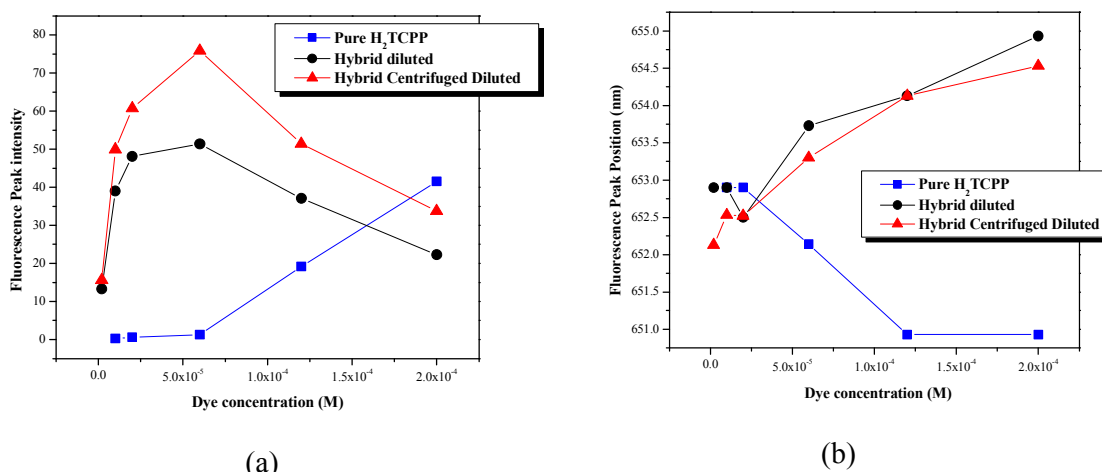 80
70
60
50
40
30
20
10
0
Fluorescence Peak intensity
Pure H₂TCPP
Hybrid diluted
Hybrid Centrifuged Diluted
0.0 5.0x10⁻⁵ 1.0x10⁻⁴ 1.5x10⁻⁴ 2.0x10⁻⁴
Dye concentration (M)
(a)
655.0
654.5
654.0
653.5
653.0
652.5
652.0
651.5
651.0
Fluorescence Peak Position (nm)
Pure H₂TCPP
Hybrid diluted
Hybrid Centrifuged Diluted
0.0 5.0x10⁻⁵ 1.0x10⁻⁴ 1.5x10⁻⁴ 2.0x10⁻⁴
Dye concentration (M)
(b)